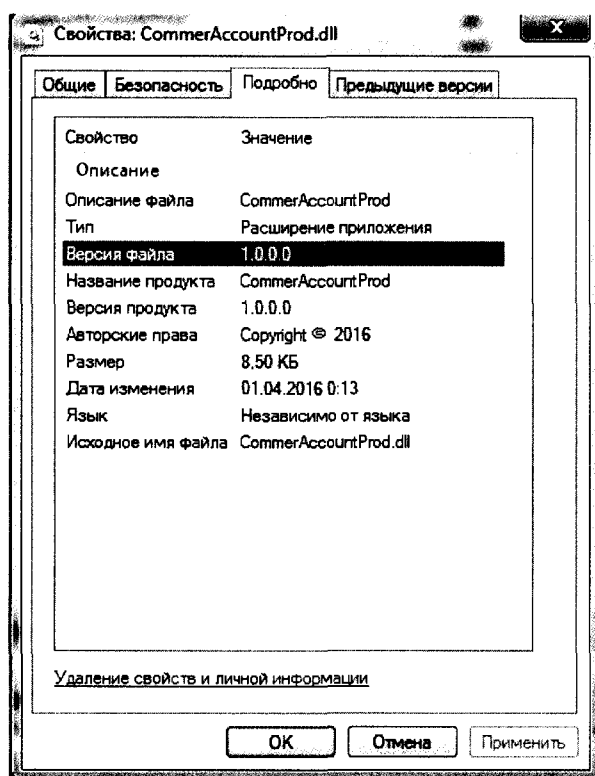 Свойства: CommerAccountProd.dll
x
Общие Безопасность Подробно Предыдущие версии
Свойство Значение
Описание
Описание файла CommerAccountProd
Тип Расширение приложения
Версия файла 1.0.0.0
Название продукта CommerAccountProd
Версия продукта 1.0.0.0
Авторские права Copyright © 2016
Размер 8,50 КБ
Дата изменения 01.04.2016 0:13
Язык Независимо от языка
Исходное имя файла CommerAccountProd.dll
Удаление свойств и личной информации
OK Отмена Применить